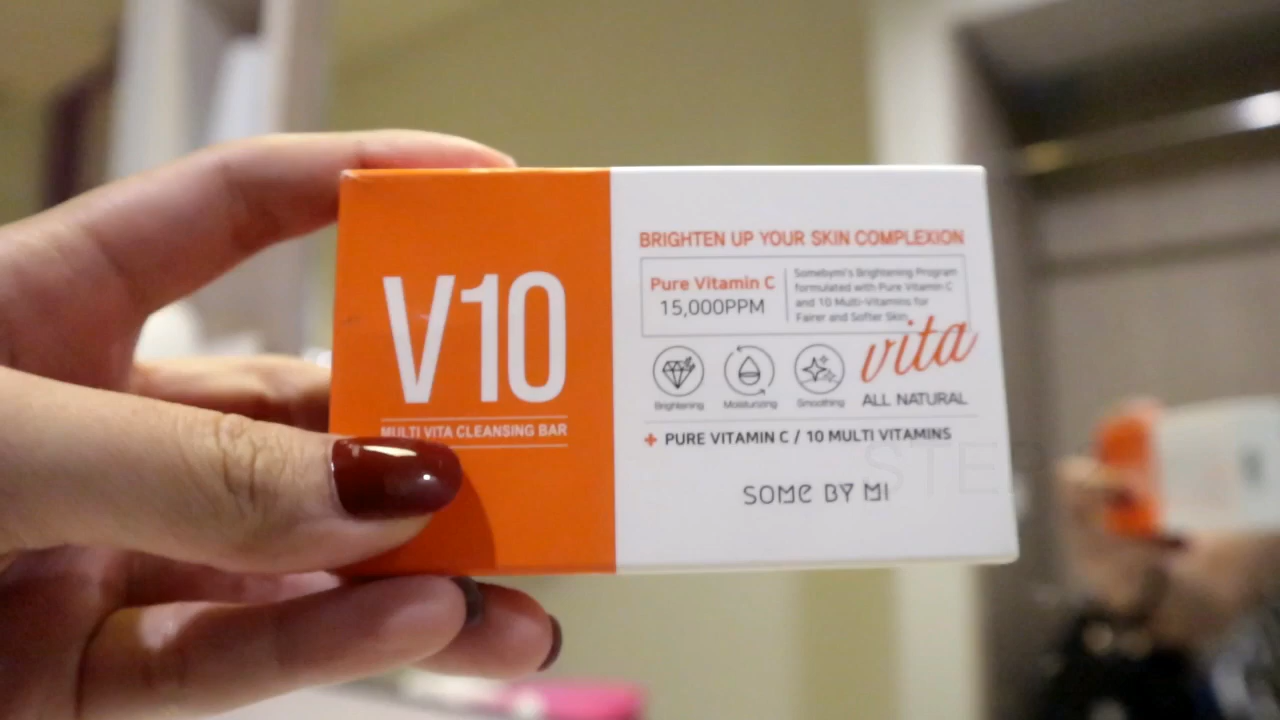 V10
MULTI VITA CLEANSING BAR
BRIGHTEN UP YOUR SKIN COMPLEXION
Pure Vitamin C
15,000PPM
Somebymi's Brightening Program
formulated with Pure Vitamin C
and 10 Multi-Vitamins for
Fairer and Softer Skin.
vita
Brightening
Moisturizing
Smoothing
ALL NATURAL
+ PURE VITAMIN C / 10 MULTI VITAMINS
SOME BY MI